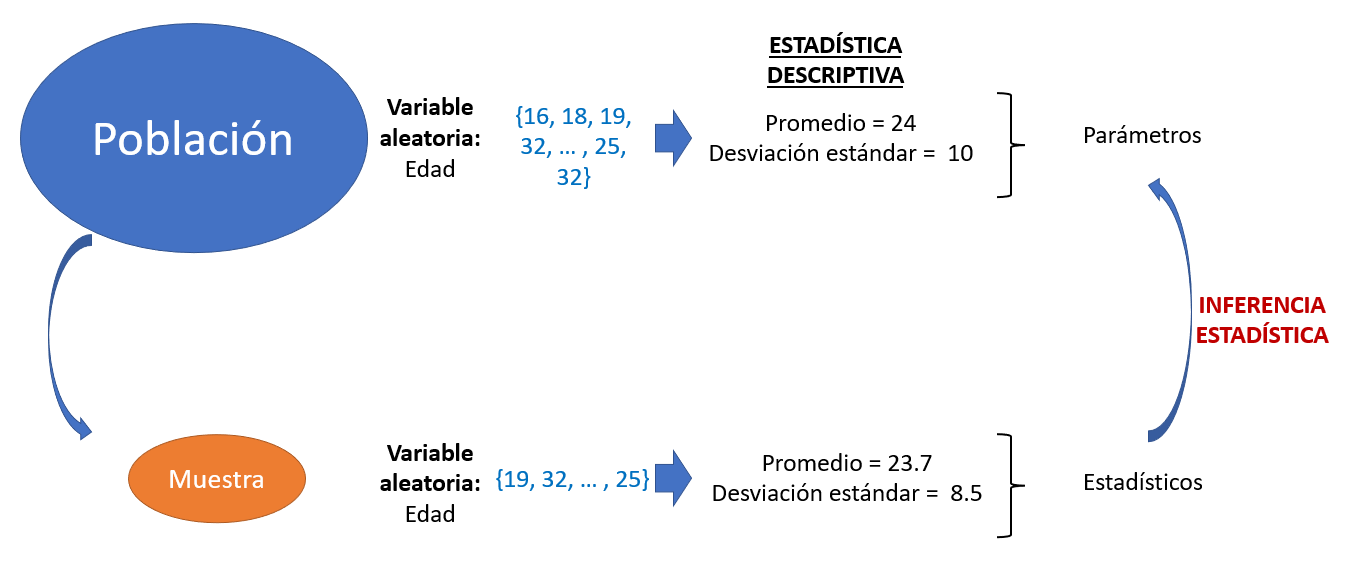 Población
Variable
aleatoria:
Edad
{16, 18, 19,
32, ... , 25,
32}
ESTADÍSTICA
DESCRIPTIVA
Promedio = 24
Desviación estándar =  10
Parámetros
INFERENCIA
ESTADÍSTICA
Muestra
Variable
aleatoria:
Edad
{19, 32, ... , 25}
Promedio = 23.7
Desviación estándar =  8.5
Estadísticos